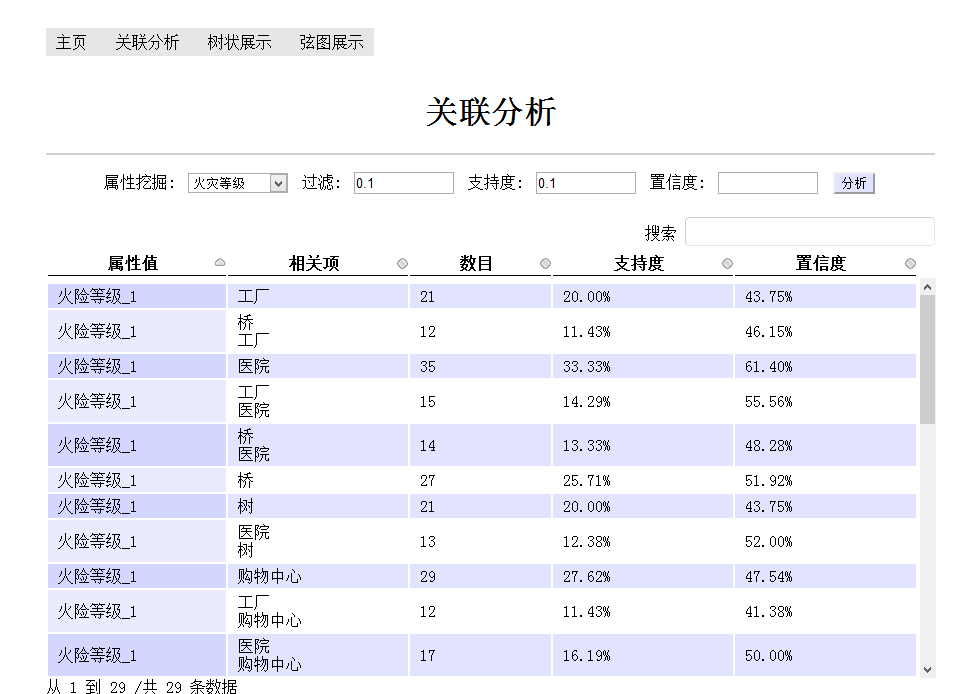 主页 关联分析 树状展示 弦图展示
关联分析
属性挖掘： 火灾等级 过滤： 0.1 支持度： 0.1 置信度： 分析
搜索
属性值 相关项 数目 支持度 置信度
火险等级_1 工厂 21 20.00% 43.75%
火险等级_1 桥 12 11.43% 46.15%
工厂
火险等级_1 医院 35 33.33% 61.40%
火险等级_1 工厂 15 14.29% 55.56%
医院
火险等级_1 桥 14 13.33% 48.28%
医院
火险等级_1 桥 27 25.71% 51.92%
火险等级_1 树 21 20.00% 43.75%
火险等级_1 医院 13 12.38% 52.00%
树
火险等级_1 购物中心 29 27.62% 47.54%
火险等级_1 工厂 12 11.43% 41.38%
购物中心
火险等级_1 医院 17 16.19% 50.00%
购物中心
从 1 到 29 /共 29 条数据